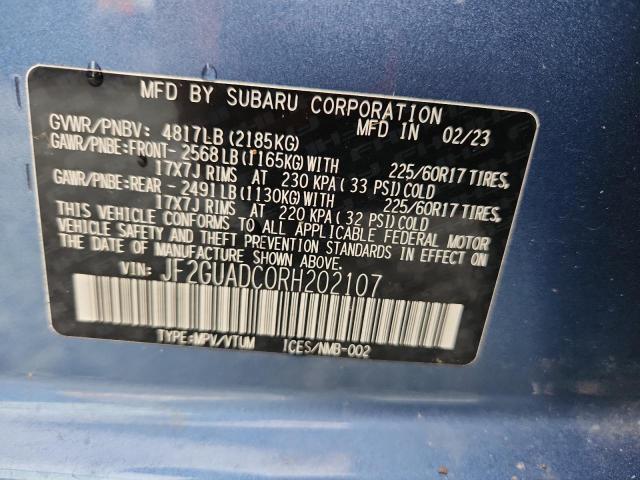 MFD BY SUBARU CORPORATION
MFD IN 02/23
GVWR/PNBV: 4817LB (2185KG)
GAWR/PNBE:FRONT- 2568LB(1165KG)WITH 225/60R17 TIRES,
17X7J RIMS AT 230 KPA (33 PSI)COLD
GAWR/PNBE:REAR - 2491LB(1130KG)WITH 225/60R17 TIRES,
17X7J RIMS AT 220 KPA (32 PSI)COLD
THIS VEHICLE CONFORMS TO ALL APPLICABLE FEDERAL MOTOR
VEHICLE SAFETY AND THEFT PREVENTION STANDARDS IN EFFECT ON THE
DATE OF MANUFACTURE SHOWN ABOVE.
VIN: JF2GUADC0RH202107
TYPE:MPV/VTUM ICES/NMB-002